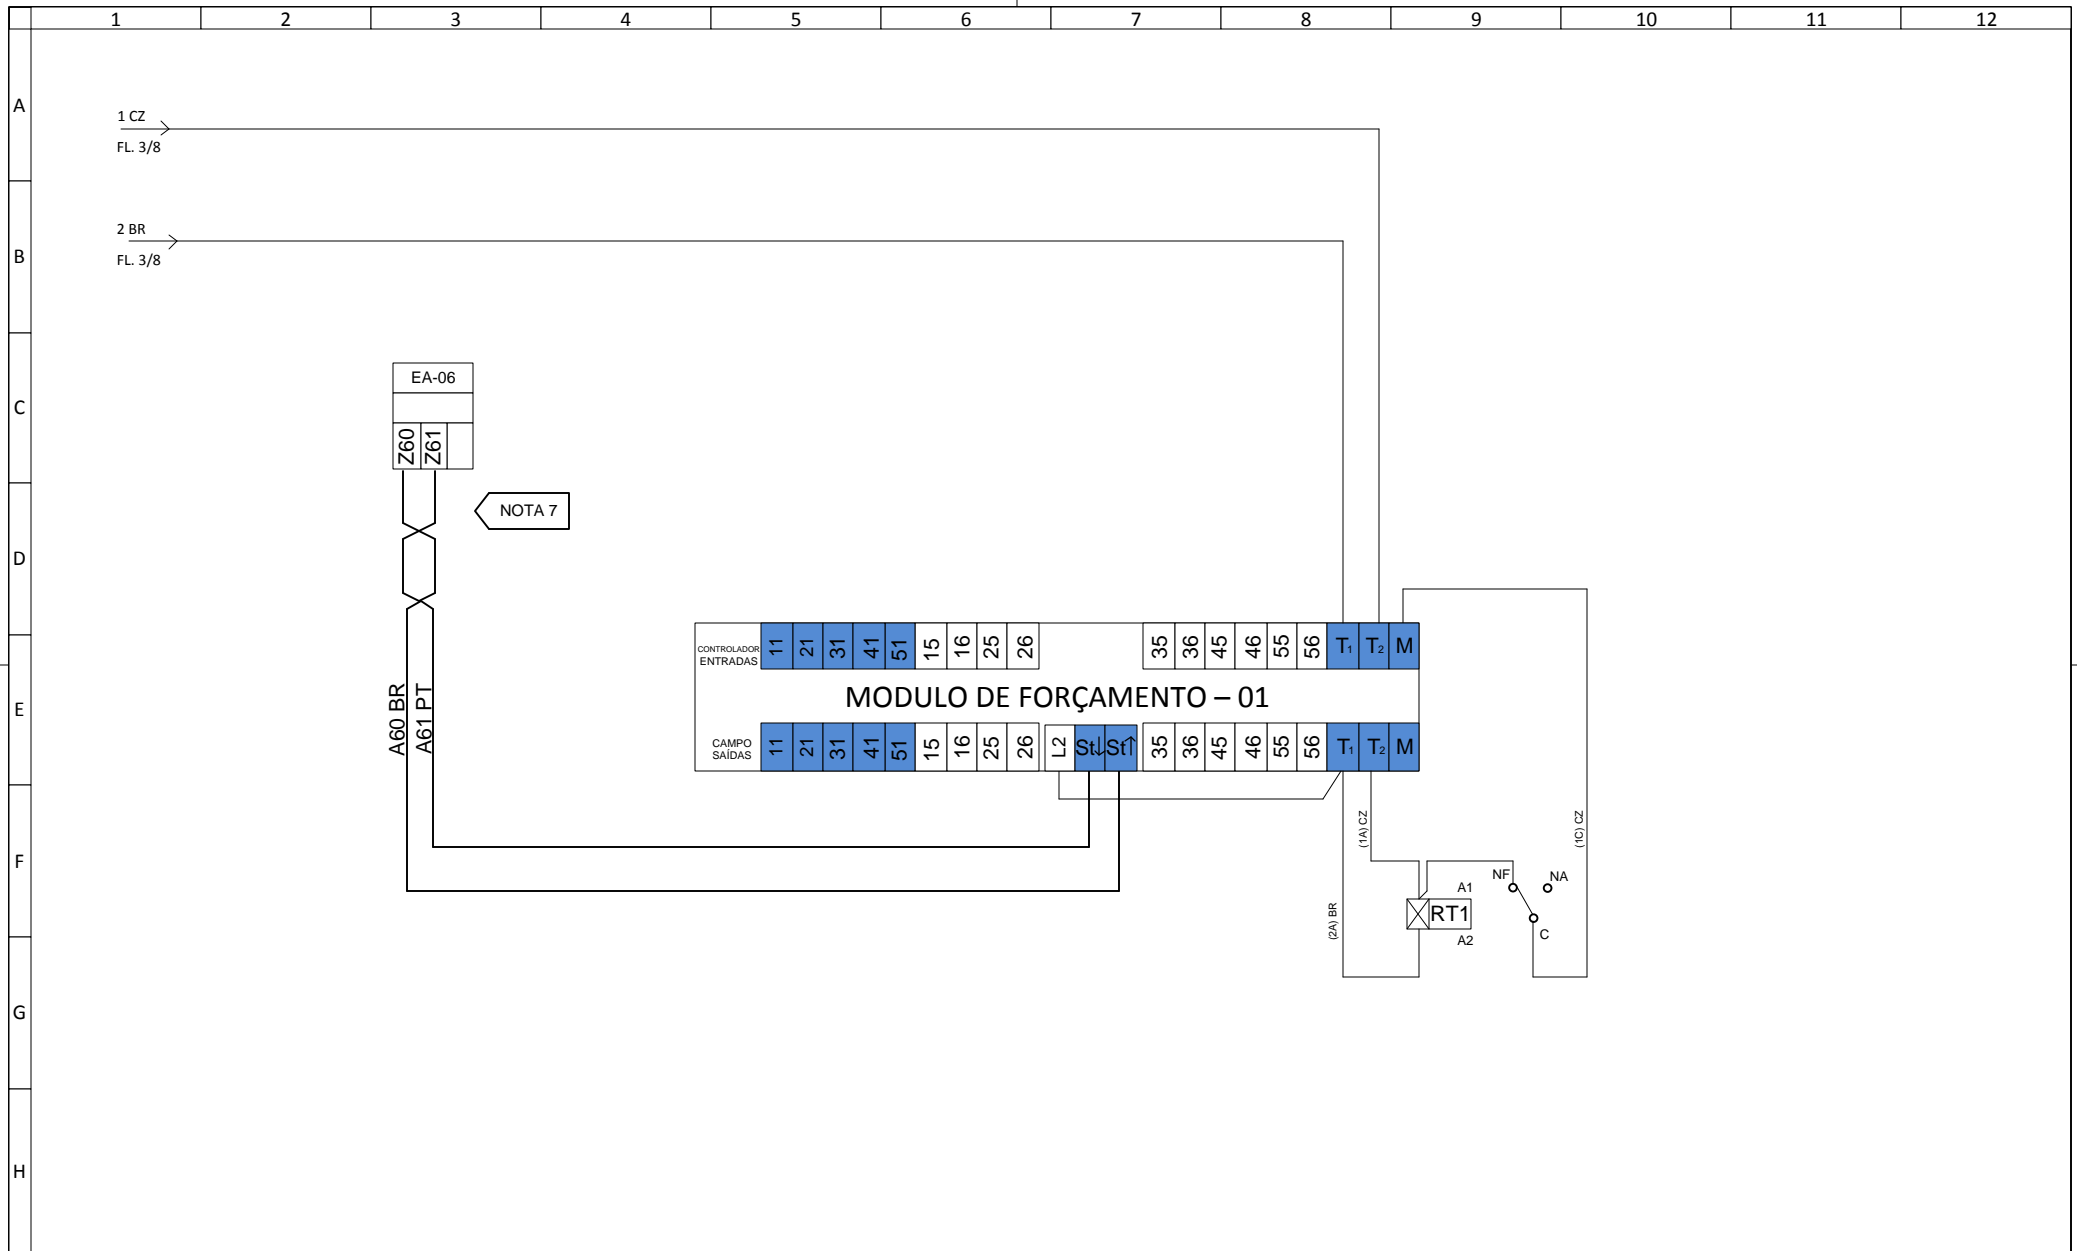 1 2 3 4 5 6 7 8 9 10 11 12
A
1 CZ
FL. 3/8
2 BR
B
FL. 3/8
EA-06
C
Z60 Z61
NOTA 7
D
CONTROLADOR
ENTRADAS
11 21 31 41 51 15 16 25 26 35 36 45 46 55 56 T1 T2 M
E
MODULO DE FORÇAMENTO – 01
A60 BR
A61 PT
CAMPO
SAÍDAS
11 21 31 41 51 15 16 25 26 L2 St↓ St↑ 35 36 45 46 55 56 T1 T2 M
(1A) CZ
(1C) CZ
F
NF NA
A1
RT1
(2A) BR
A2
C
G
H